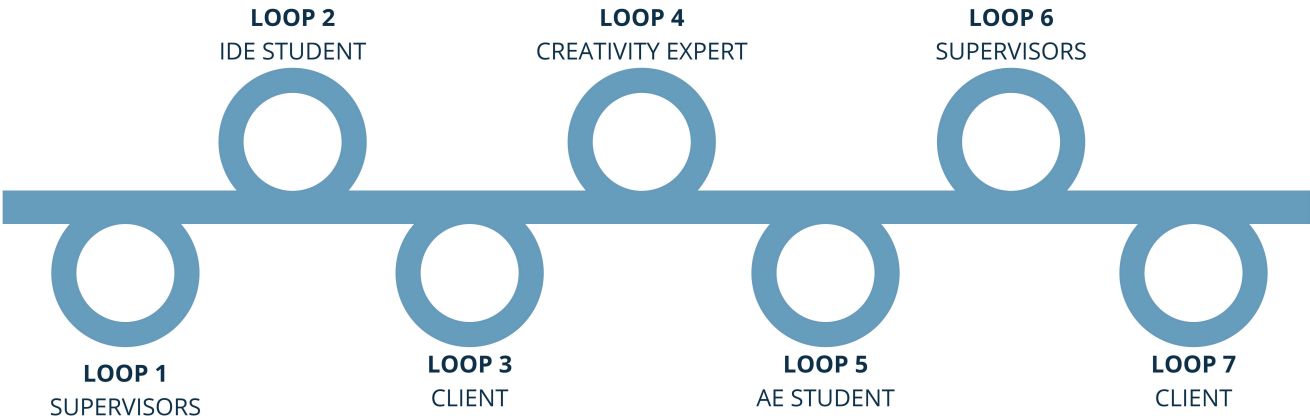 LOOP 2
IDE STUDENT
LOOP 4
CREATIVITY EXPERT
LOOP 6
SUPERVISORS
LOOP 1
SUPERVISORS
LOOP 3
CLIENT
LOOP 5
AE STUDENT
LOOP 7
CLIENT